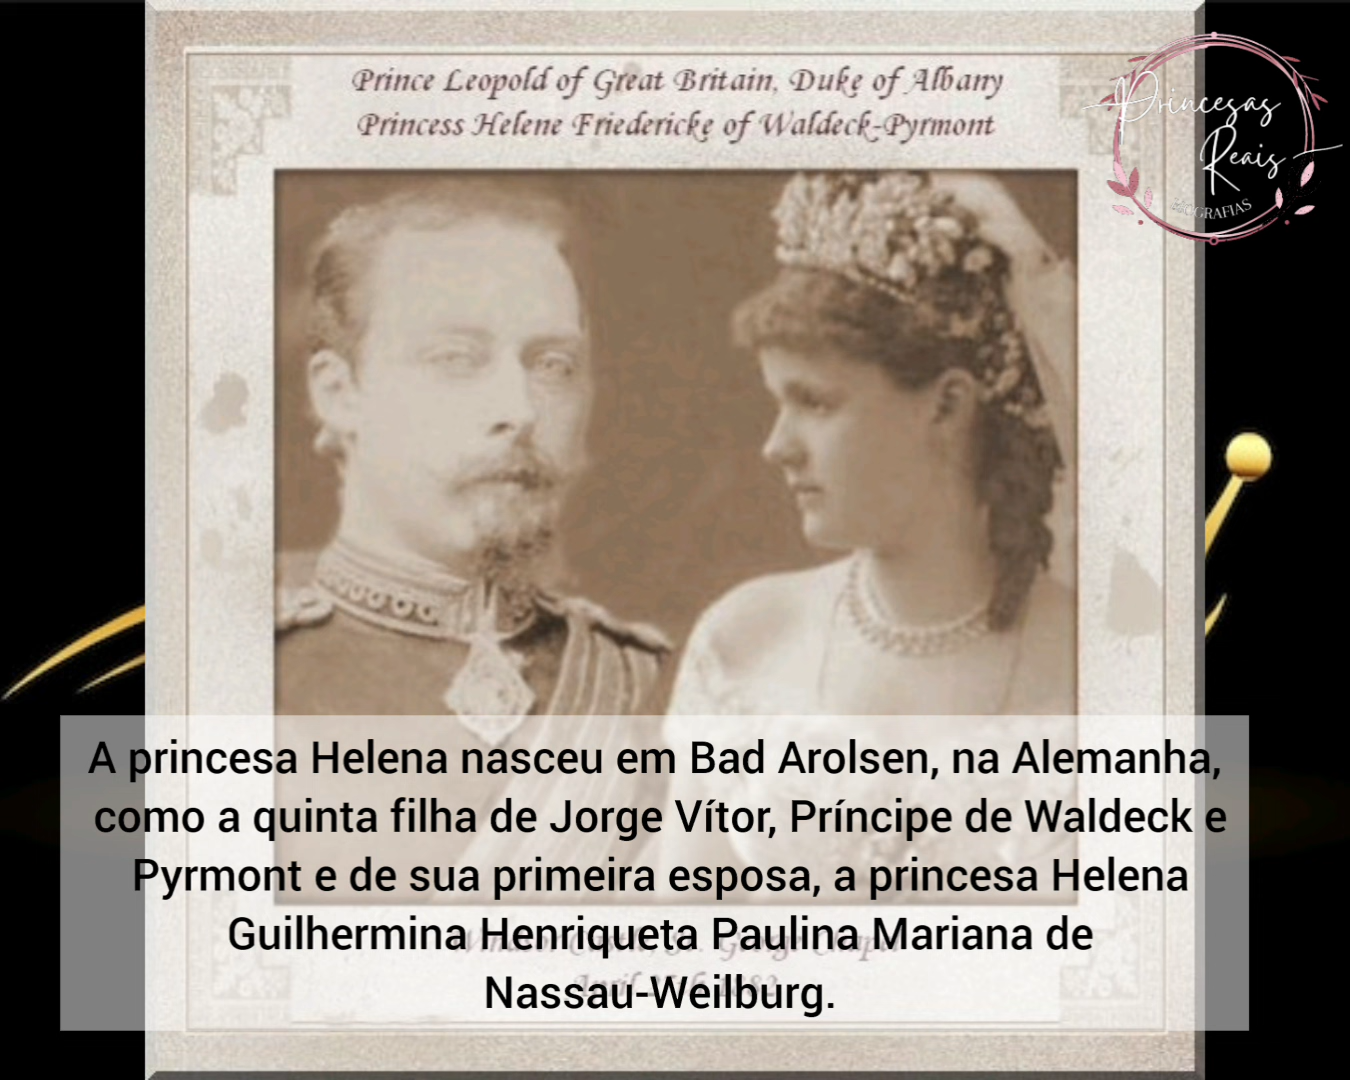 Prince Leopold of Great Britain, Duke of Albany
Princess Helene Friedericke of Waldeck-Pyrmont
Princesas
Reais
A princesa Helena nasceu em Bad Arolsen, na Alemanha,
como a quinta filha de Jorge Vítor, Príncipe de Waldeck e
Pyrmont e de sua primeira esposa, a princesa Helena
Guilhermina Henriqueta Paulina Mariana de
Nassau-Weilburg.